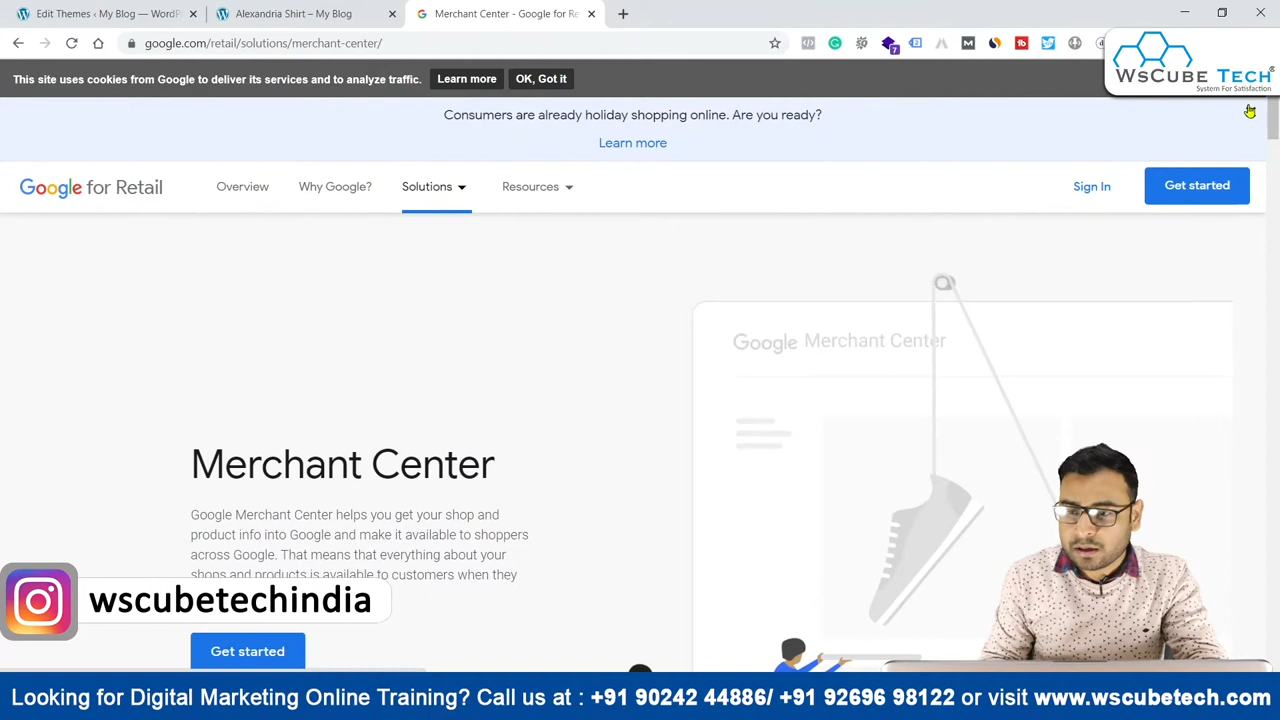 Edit Themes ‹ My Blog — WordP
Alexandria Shirt – My Blog
Merchant Center - Google for Re
google.com/retail/solutions/merchant-center/
7
WsCube Tech
System For Satisfaction
This site uses cookies from Google to deliver its services and to analyze traffic.
Learn more
OK, Got it
Consumers are already holiday shopping online. Are you ready?
Learn more
Google for Retail
Overview
Why Google?
Solutions
Resources
Sign In
Get started
Google Merchant Center
Merchant Center
Google Merchant Center helps you get your shop and
product info into Google and make it available to shoppers
across Google. That means that everything about your
shops and products is available to customers when they
wscubetechindia
Get started
Looking for Digital Marketing Online Training? Call us at : +91 90242 44886/ +91 92696 98122 or visit www.wscubetech.com